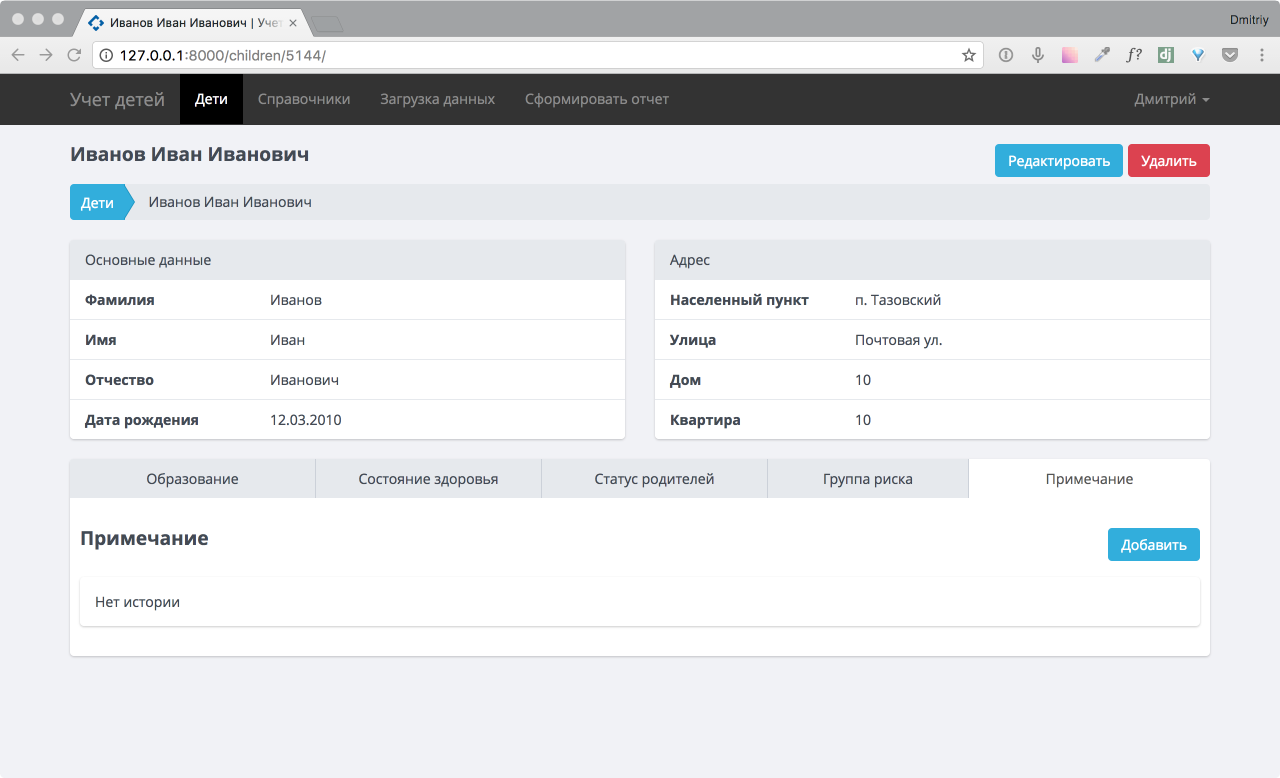 Иванов Иван Иванович | Учет
Dmitriy
127.0.0.1:8000/children/5144/
f?
dj
Учет детей Дети Справочники Загрузка данных Сформировать отчет Дмитрий
Иванов Иван Иванович
Редактировать Удалить
Дети Иванов Иван Иванович
Основные данные
Фамилия Иванов
Имя Иван
Отчество Иванович
Дата рождения 12.03.2010
Адрес
Населенный пункт п. Тазовский
Улица Почтовая ул.
Дом 10
Квартира 10
Образование Состояние здоровья Статус родителей Группа риска Примечание
Примечание
Добавить
Нет истории